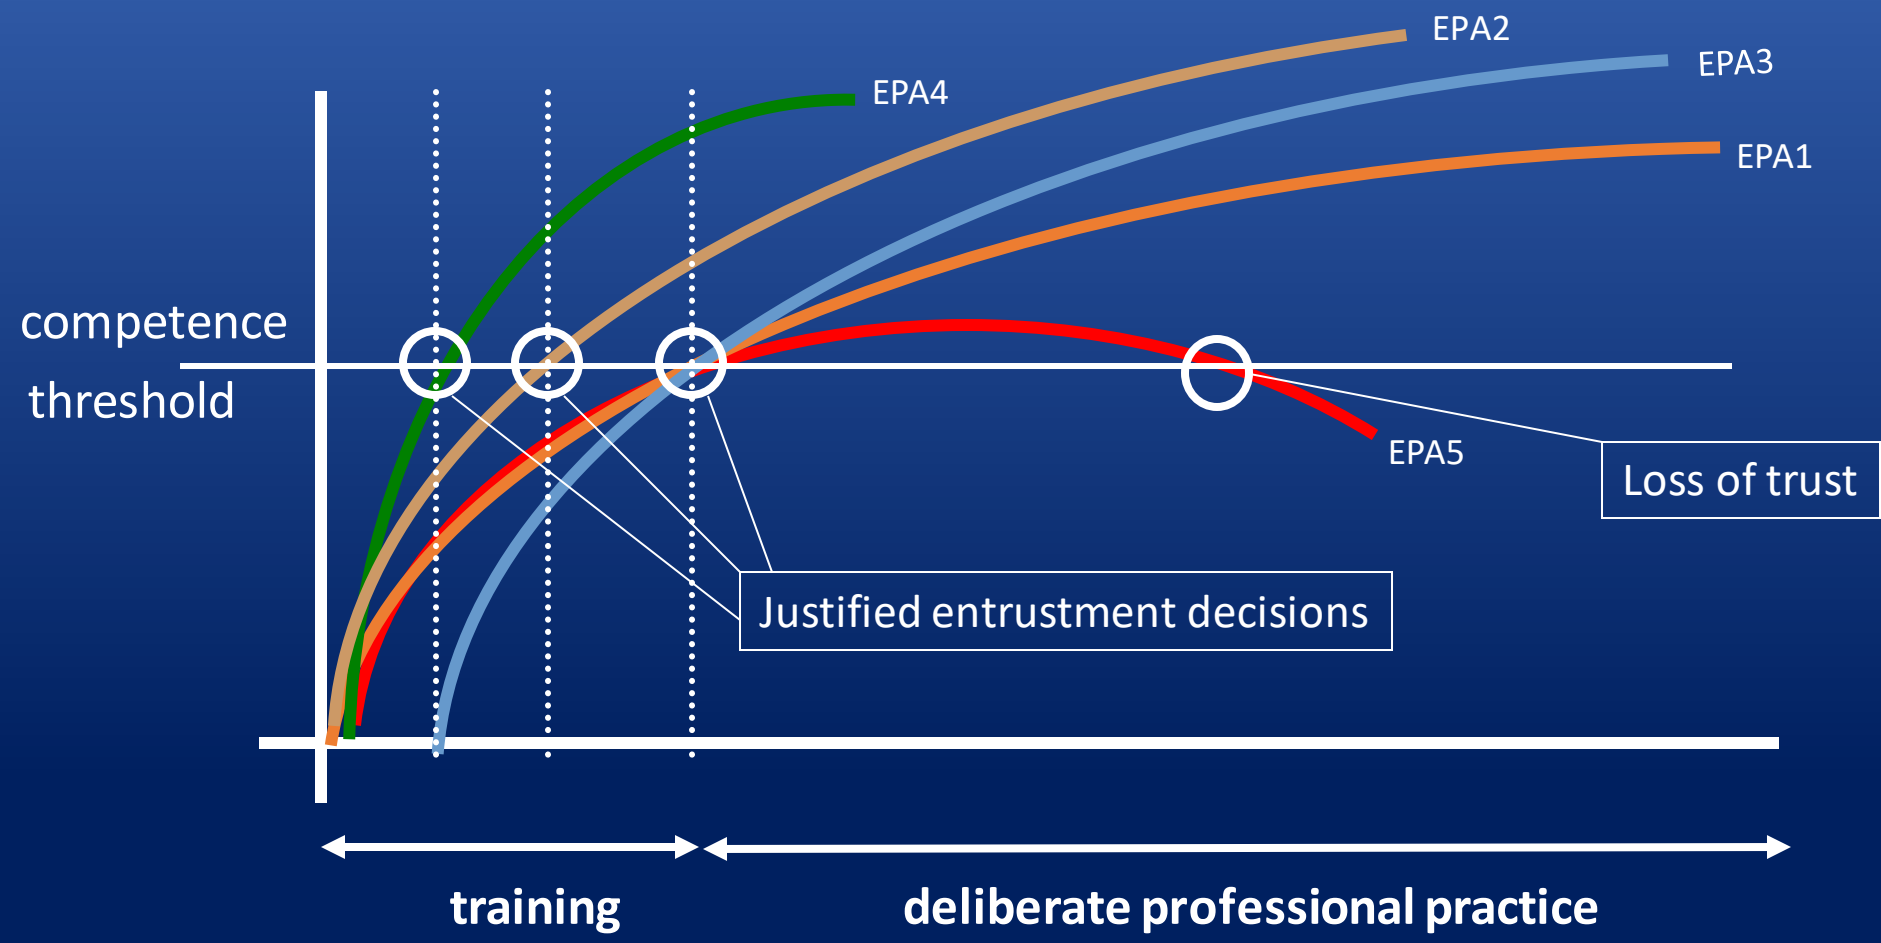 EPA2
EPA3
EPA4
EPA1
competence
threshold
EPA5
Loss of trust
Justified entrustment decisions
training
deliberate professional practice